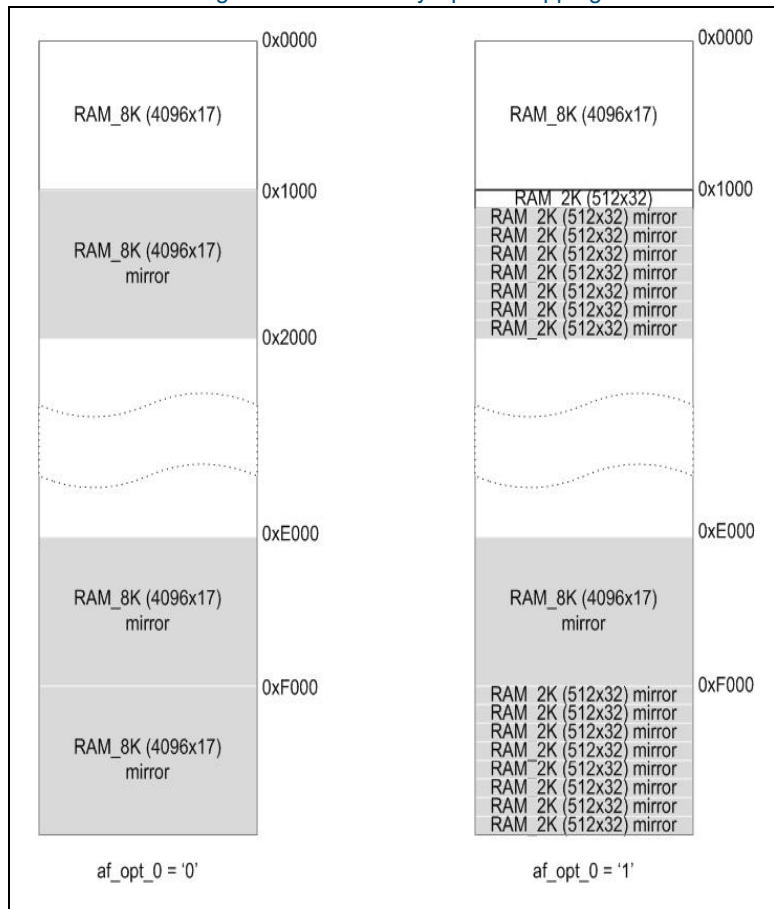 0x0000
RAM_8K (4096x17)
0x1000
RAM_8K (4096x17)
mirror
0x2000
0xE000
RAM_8K (4096x17)
mirror
0xF000
RAM_8K (4096x17)
mirror
af_opt_0 = ‘0’
0x0000
RAM_8K (4096x17)
0x1000
RAM_2K (512x32)
RAM_2K (512x32) mirror
RAM_2K (512x32) mirror
RAM_2K (512x32) mirror
RAM_2K (512x32) mirror
RAM_2K (512x32) mirror
RAM_2K (512x32) mirror
RAM_2K (512x32) mirror
0xE000
RAM_8K (4096x17)
mirror
0xF000
RAM_2K (512x32) mirror
RAM_2K (512x32) mirror
RAM_2K (512x32) mirror
RAM_2K (512x32) mirror
RAM_2K (512x32) mirror
RAM_2K (512x32) mirror
RAM_2K (512x32) mirror
RAM_2K (512x32) mirror
af_opt_0 = ‘1’